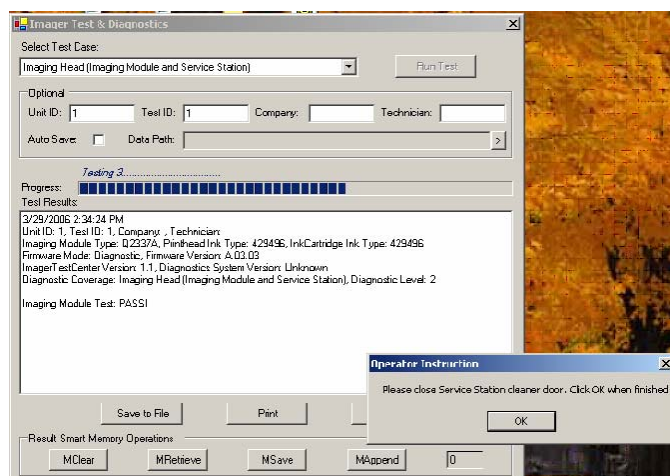 Imager Test & Diagnostics
Select Test Case:
Imaging Head (Imaging Module and Service Station)
Run Test
Optional
Unit ID: 1 Test ID: 1 Company: Technician:
Auto Save: Data Path: >
Testing 3..................................
Progress:
Test Results:
3/29/2006 2:34:24 PM
Unit ID: 1, Test ID: 1, Company: , Technician:
Imaging Module Type: Q2337A, Printhead Ink Type: 429496, InkCartridge Ink Type: 429496
Firmware Mode: Diagnostic, Firmware Version: A.03.03
ImagerTestCenter Version: 1.1, Diagnostics System Version: Unknown
Diagnostic Coverage: Imaging Head (Imaging Module and Service Station), Diagnostic Level: 2
Imaging Module Test: PASS!
Operator Instruction
Please close Service Station cleaner door. Click OK when finished
OK
Save to File Print
Result Smart Memory Operations
MClear MRetrieve MSave MAppend 0